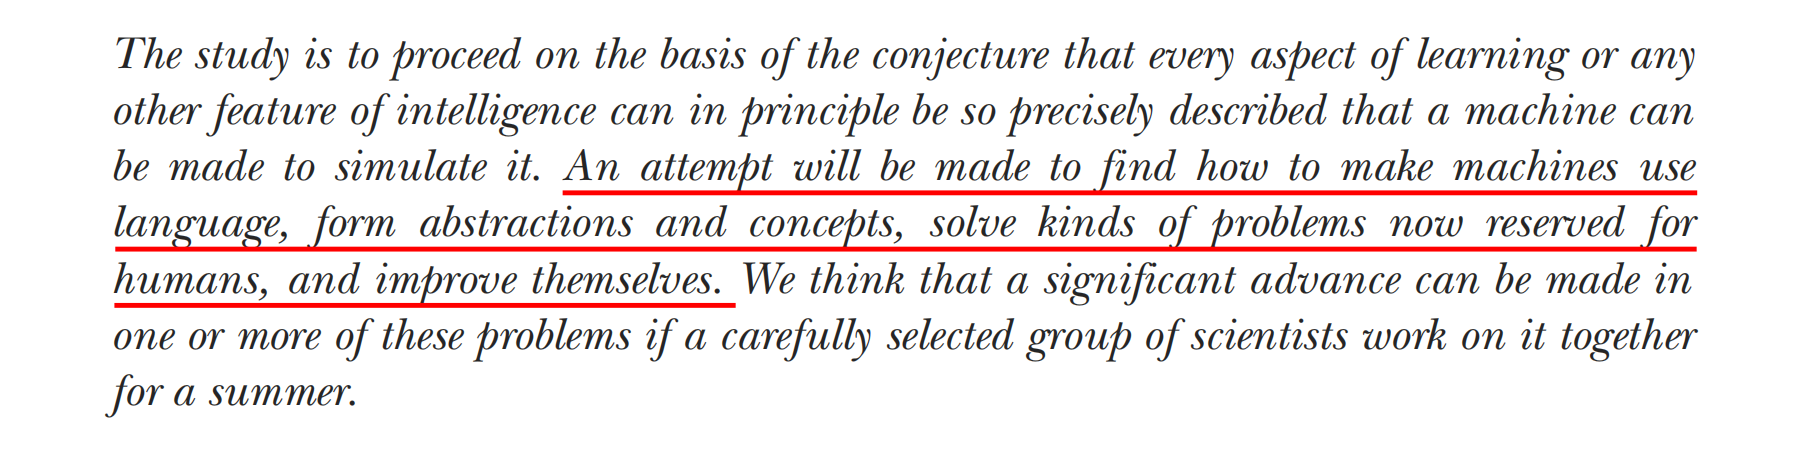 The study is to proceed on the basis of the conjecture that every aspect of learning or any
other feature of intelligence can in principle be so precisely described that a machine can
be made to simulate it. An attempt will be made to find how to make machines use
language, form abstractions and concepts, solve kinds of problems now reserved for
humans, and improve themselves. We think that a significant advance can be made in
one or more of these problems if a carefully selected group of scientists work on it together
for a summer.